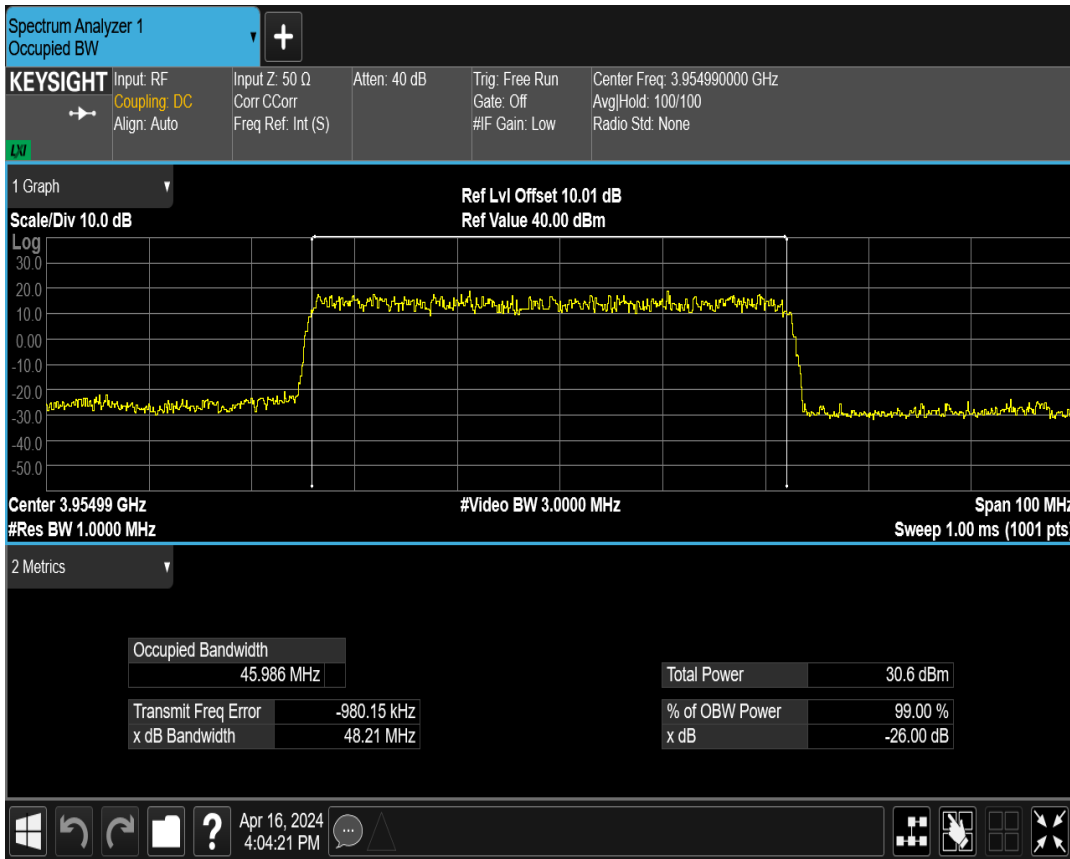 Spectrum Analyzer 1
Occupied BW
+
KEYSIGHT
LXI
Input: RF
Coupling: DC
Align: Auto
Input Z: 50 Ω
Corr CCorr
Freq Ref: Int (S)
Atten: 40 dB
Trig: Free Run
Gate: Off
#IF Gain: Low
Center Freq: 3.954990000 GHz
Avg|Hold: 100/100
Radio Std: None
1 Graph
Scale/Div 10.0 dB
Ref Lvl Offset 10.01 dB
Ref Value 40.00 dBm
Log
30.0
20.0
10.0
0.00
-10.0
-20.0
-30.0
-40.0
-50.0
Center 3.95499 GHz
#Video BW 3.0000 MHz
Span 100 MHz
#Res BW 1.0000 MHz
Sweep 1.00 ms (1001 pts)
2 Metrics
Occupied Bandwidth
45.986 MHz
Transmit Freq Error -980.15 kHz
x dB Bandwidth 48.21 MHz
Total Power 30.6 dBm
% of OBW Power 99.00 %
x dB -26.00 dB
?
Apr 16, 2024
4:04:21 PM